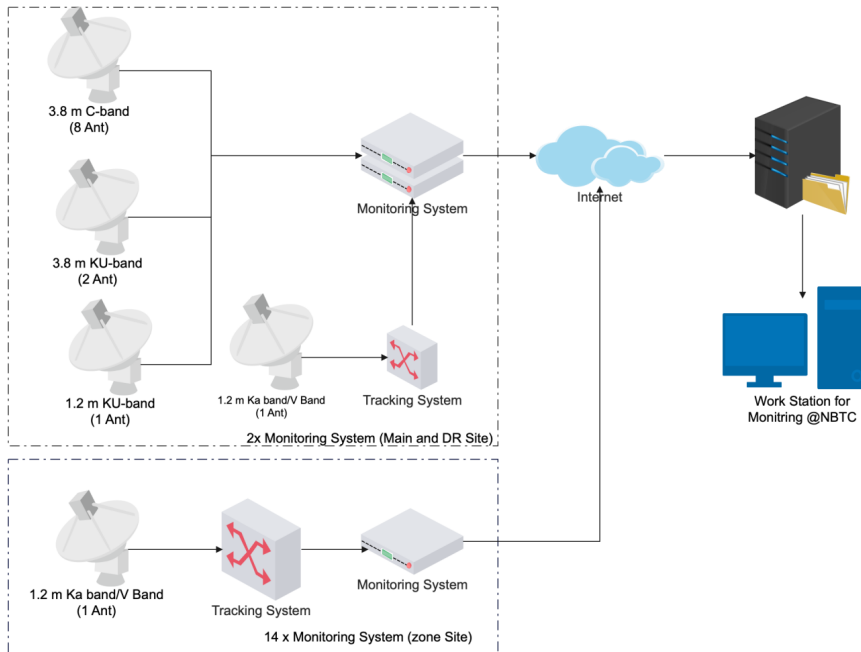 3.8 m C-band
(8 Ant)
Monitoring System
Internet
3.8 m KU-band
(2 Ant)
1.2 m KU-band
(1 Ant)
1.2 m Ka band/V Band
(1 Ant)
Tracking System
2x Monitoring System (Main and DR Site)
Work Station for
Monitring @NBTC
1.2 m Ka band/V Band
(1 Ant)
Tracking System
Monitoring System
14 x Monitoring System (zone Site)